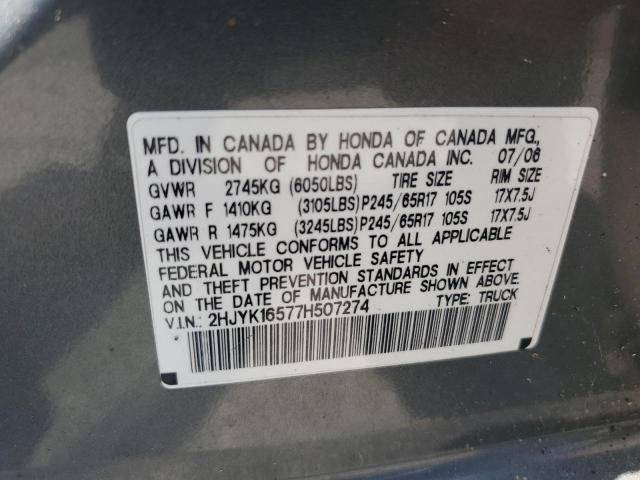 MFD. IN CANADA BY HONDA OF CANADA MFG.,
A DIVISION OF HONDA CANADA INC. 07/06
GVWR 2745KG (6050LBS) TIRE SIZE RIM SIZE
GAWR F 1410KG (3105LBS)P245/65R17 105S 17X7.5J
GAWR R 1475KG (3245LBS)P245/65R17 105S 17X7.5J
THIS VEHICLE CONFORMS TO ALL APPLICABLE
FEDERAL MOTOR VEHICLE SAFETY
AND THEFT PREVENTION STANDARDS IN EFFECT
ON THE DATE OF MANUFACTURE SHOWN ABOVE.
V.I.N.: 2HJYK16577H507274 TYPE: TRUCK